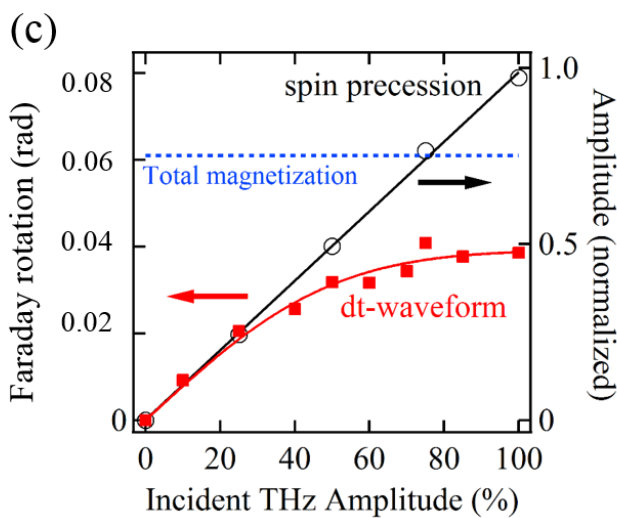 (c)
Faraday rotation (rad)
0.08
0.06
0.04
0.02
0
spin precession
Total magnetization
dt-waveform
1.0
0.5
0
Amplitude (normalized)
0 20 40 60 80 100
Incident THz Amplitude (%)